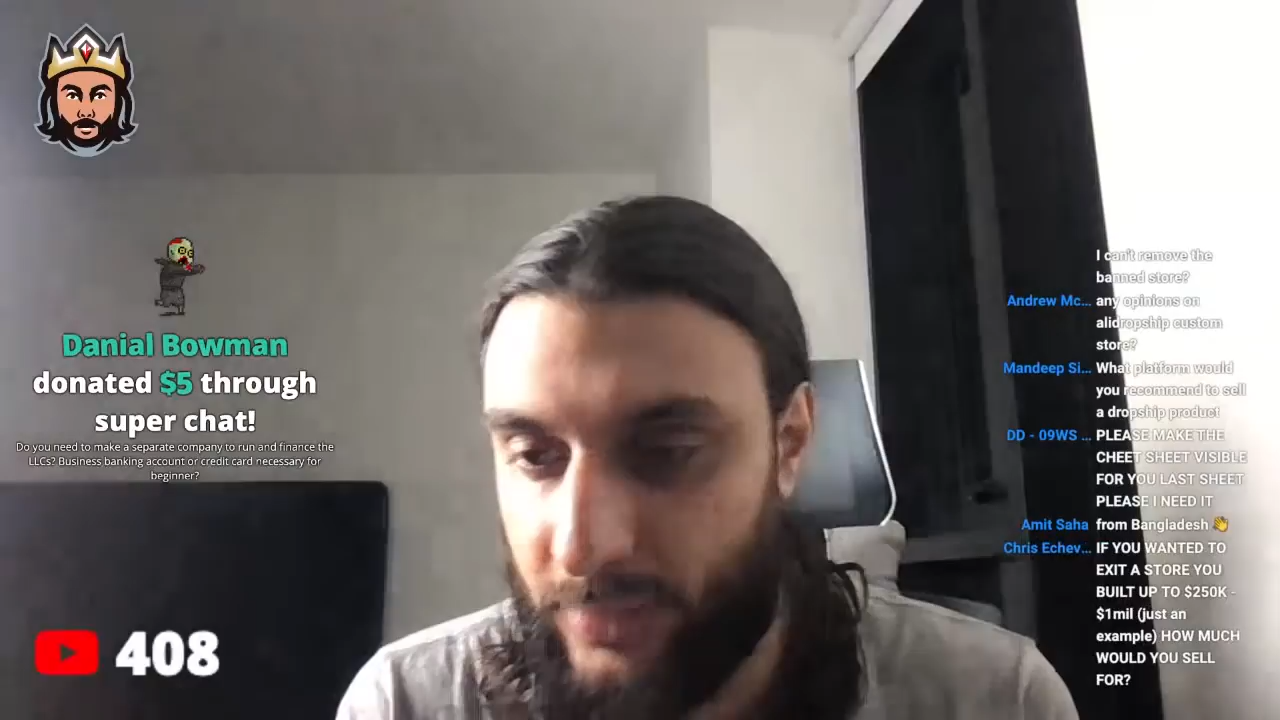 Danial Bowman
donated $5 through
super chat!
Do you need to make a separate company to run and finance the
LLCs? Business banking account or credit card necessary for
beginner?
408
I can't remove the
banned store?
Andrew Mc... any opinions on
alidropship custom
store?
Mandeep Si... What platform would
you recommend to sell
a dropship product
DD - 09WS ... PLEASE MAKE THE
CHEET SHEET VISIBLE
FOR YOU LAST SHEET
PLEASE I NEED IT
Amit Saha from Bangladesh 👋
Chris Echev... IF YOU WANTED TO
EXIT A STORE YOU
BUILT UP TO $250K -
$1mil (just an
example) HOW MUCH
WOULD YOU SELL
FOR?